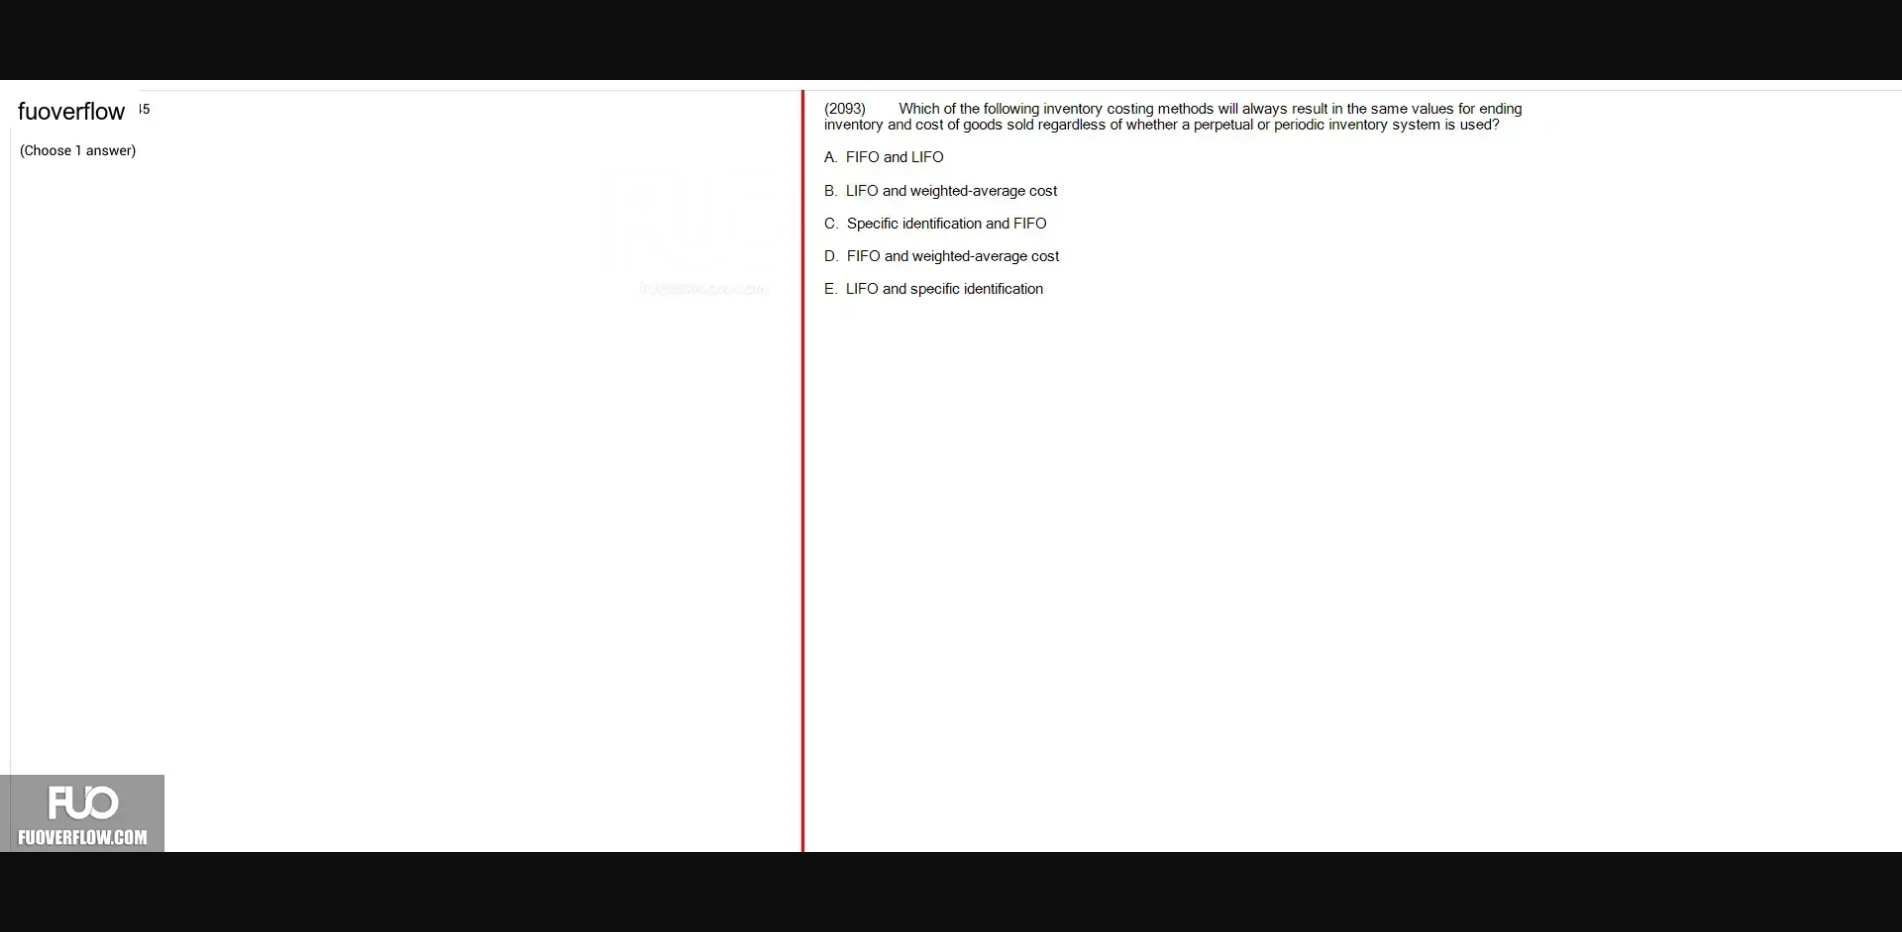 fuoverflow
45
(Choose 1 answer)
(2093) Which of the following inventory costing methods will always result in the same values for ending
inventory and cost of goods sold regardless of whether a perpetual or periodic inventory system is used?
A. FIFO and LIFO
B. LIFO and weighted-average cost
C. Specific identification and FIFO
D. FIFO and weighted-average cost
E. LIFO and specific identification
FUO
FUOVERFLOW.COM
FUO
FUOVERFLOW.COM